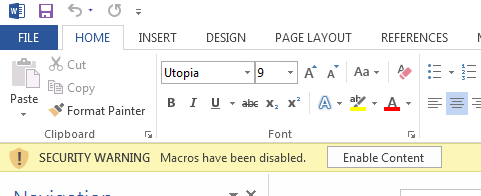 FILE HOME INSERT DESIGN PAGE LAYOUT REFERENCES M
Cut
Copy
Paste
Format Painter
Clipboard
Utopia 9 A A Aa
B I U abc x₂ x² A ab A
Font
SECURITY WARNING Macros have been disabled. Enable Content
Navigation